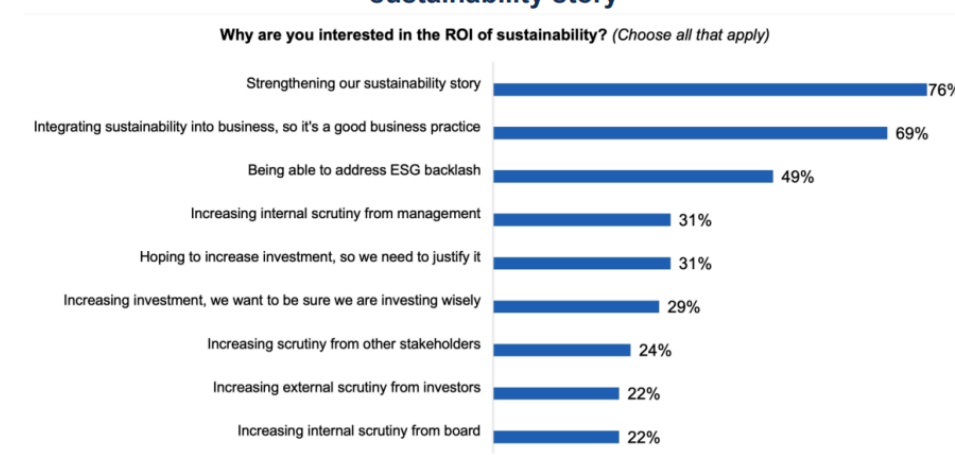 sustainability story
Why are you interested in the ROI of sustainability? (Choose all that apply)
Strengthening our sustainability story 76%
Integrating sustainability into business, so it's a good business practice 69%
Being able to address ESG backlash 49%
Increasing internal scrutiny from management 31%
Hoping to increase investment, so we need to justify it 31%
Increasing investment, we want to be sure we are investing wisely 29%
Increasing scrutiny from other stakeholders 24%
Increasing external scrutiny from investors 22%
Increasing internal scrutiny from board 22%